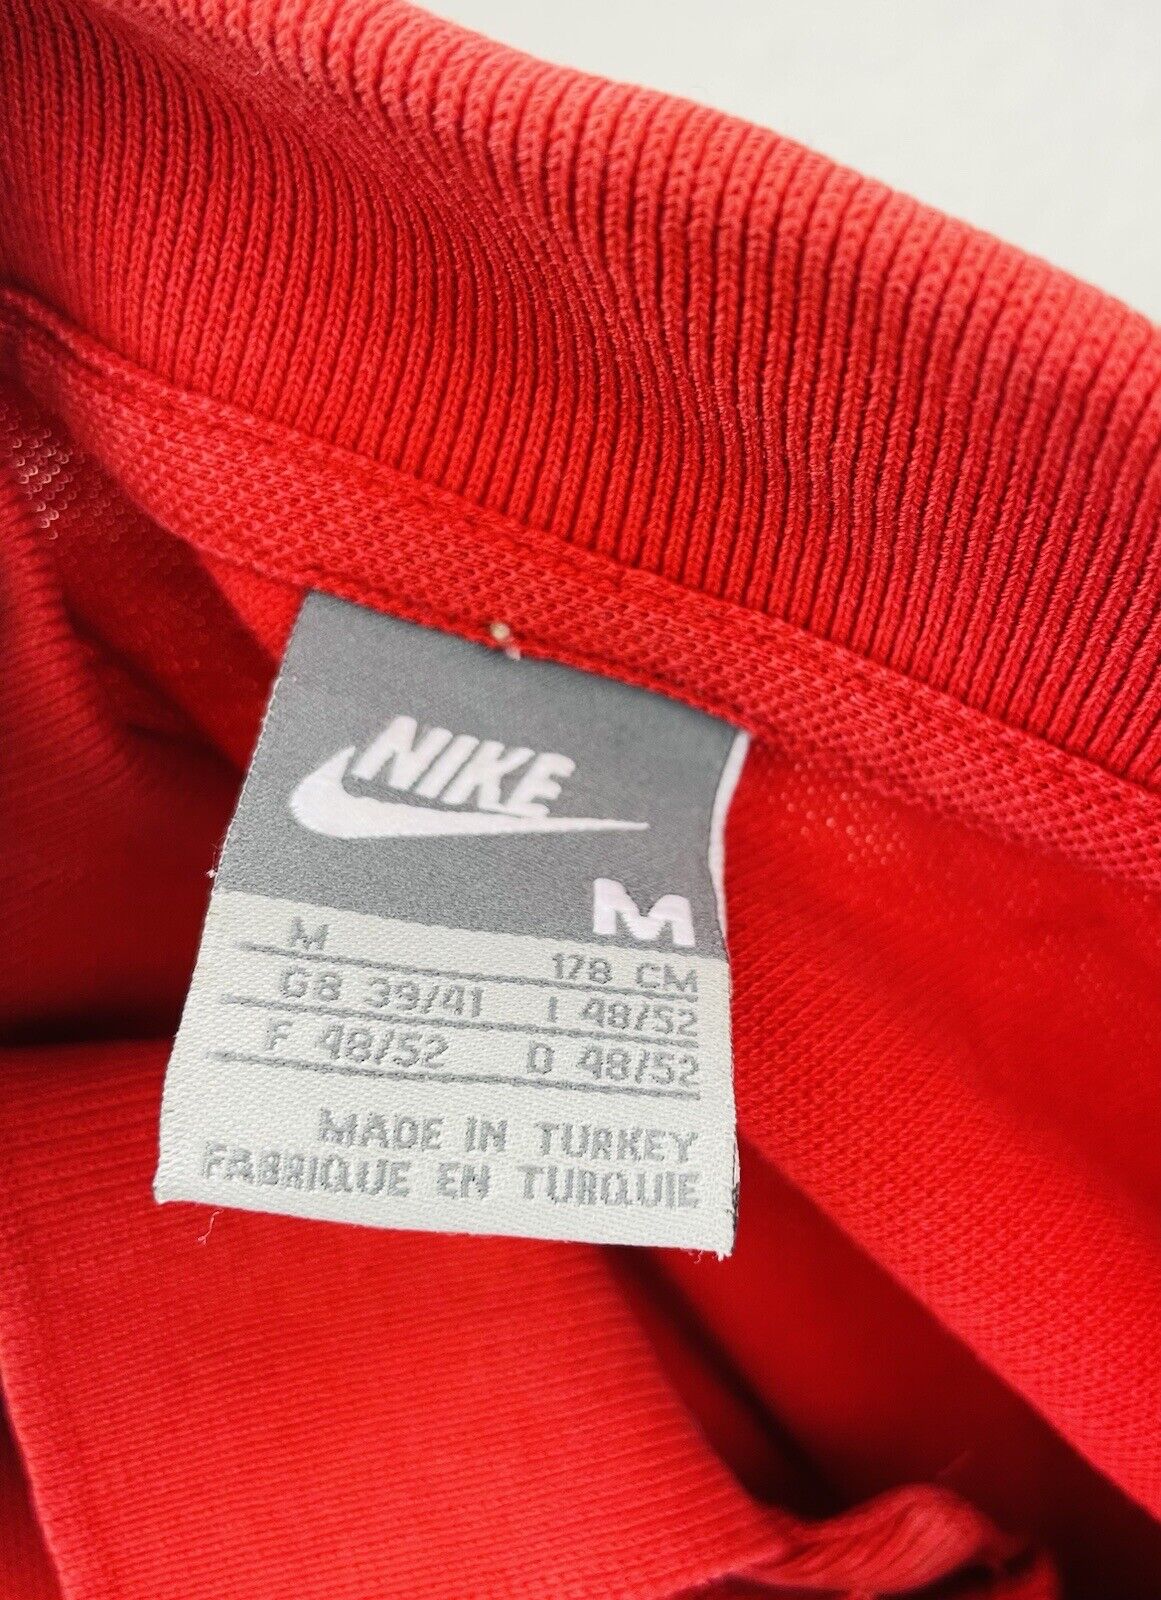 NIKE
M
M 178 CM
GB 39/41 I 48/52
F 48/52 D 48/52
MADE IN TURKEY
FABRIQUE EN TURQUIE